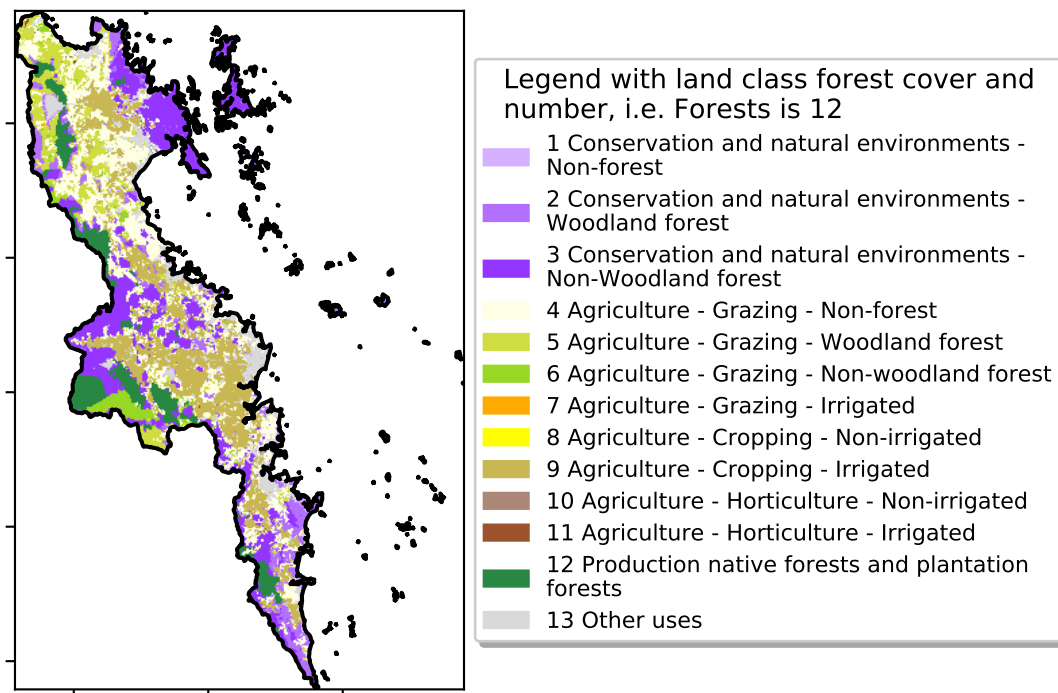 Legend with land class forest cover and
number, i.e. Forests is 12
1 Conservation and natural environments -
Non-forest
2 Conservation and natural environments -
Woodland forest
3 Conservation and natural environments -
Non-Woodland forest
4 Agriculture - Grazing - Non-forest
5 Agriculture - Grazing - Woodland forest
6 Agriculture - Grazing - Non-woodland forest
7 Agriculture - Grazing - Irrigated
8 Agriculture - Cropping - Non-irrigated
9 Agriculture - Cropping - Irrigated
10 Agriculture - Horticulture - Non-irrigated
11 Agriculture - Horticulture - Irrigated
12 Production native forests and plantation
forests
13 Other uses